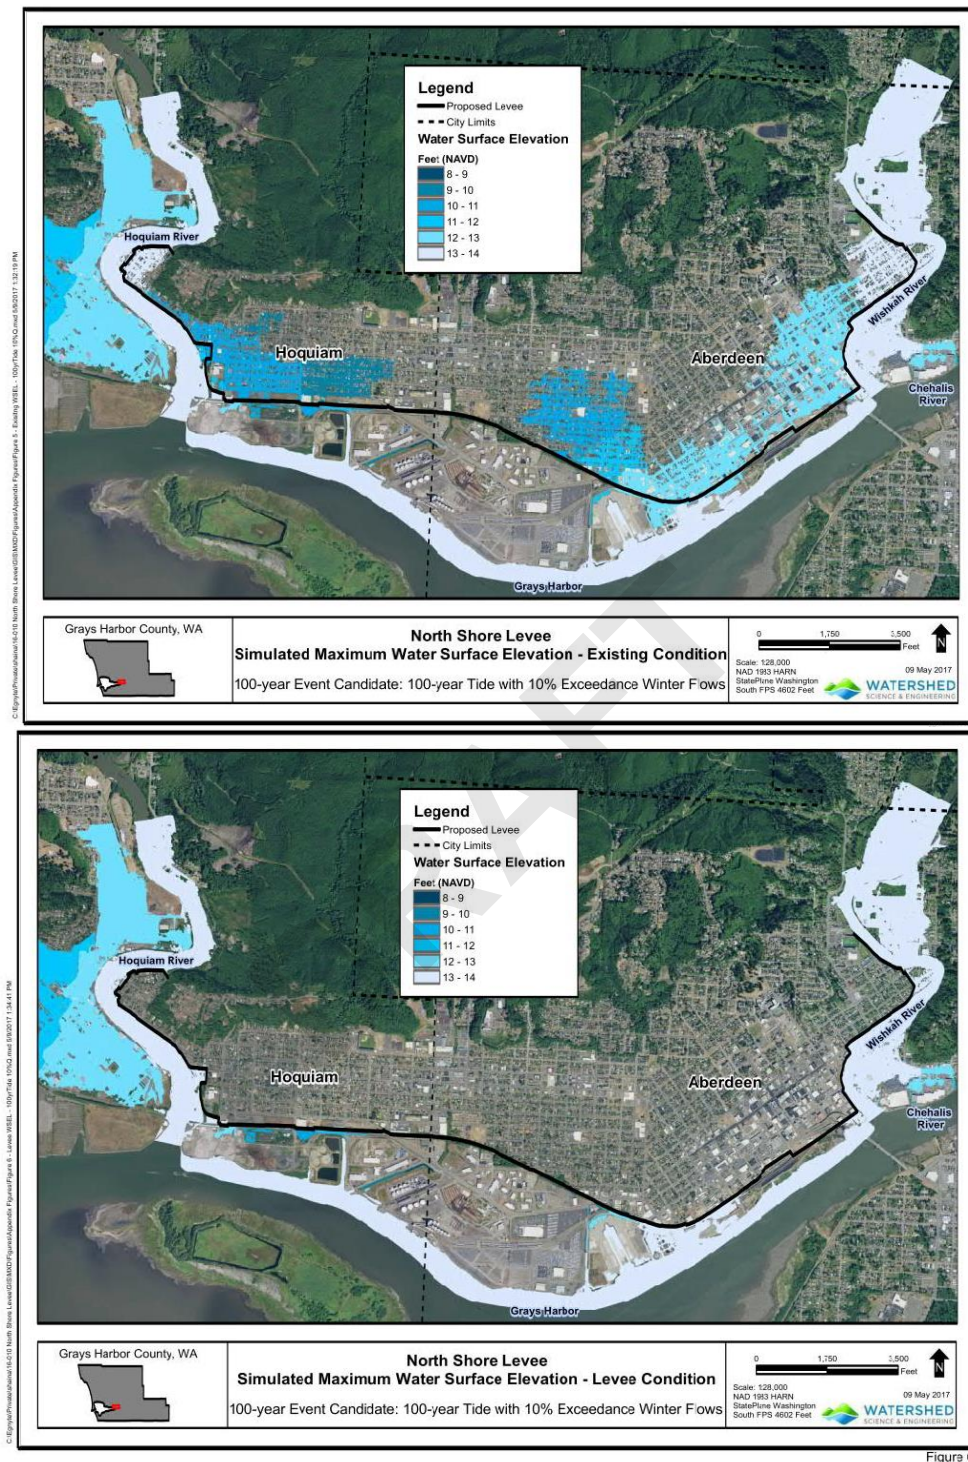 Legend
Proposed Levee
City Limits
Water Surface Elevation
Feet (NAVD)
8 - 9
9 - 10
10 - 11
11 - 12
12 - 13
13 - 14
Hoquiam River
Hoquiam
Aberdeen
Wishkah River
Chehalis
River
Grays Harbor
Grays Harbor County, WA
North Shore Levee
Simulated Maximum Water Surface Elevation - Existing Condition
100-year Event Candidate: 100-year Tide with 10% Exceedance Winter Flows
0 1,750 3,500
Feet
N
Scale: 1:28,000
NAD 1983 HARN
StatePlane Washington
South FPS 4602 Feet
09 May 2017
WATERSHED
SCIENCE & ENGINEERING
DRAFT
Legend
Proposed Levee
City Limits
Water Surface Elevation
Feet (NAVD)
8 - 9
9 - 10
10 - 11
11 - 12
12 - 13
13 - 14
Hoquiam River
Hoquiam
Aberdeen
Wishkah River
Chehalis
River
Grays Harbor
Grays Harbor County, WA
North Shore Levee
Simulated Maximum Water Surface Elevation - Levee Condition
100-year Event Candidate: 100-year Tide with 10% Exceedance Winter Flows
0 1,750 3,500
Feet
N
Scale: 1:28,000
NAD 1983 HARN
StatePlane Washington
South FPS 4602 Feet
09 May 2017
WATERSHED
SCIENCE & ENGINEERING
Figure